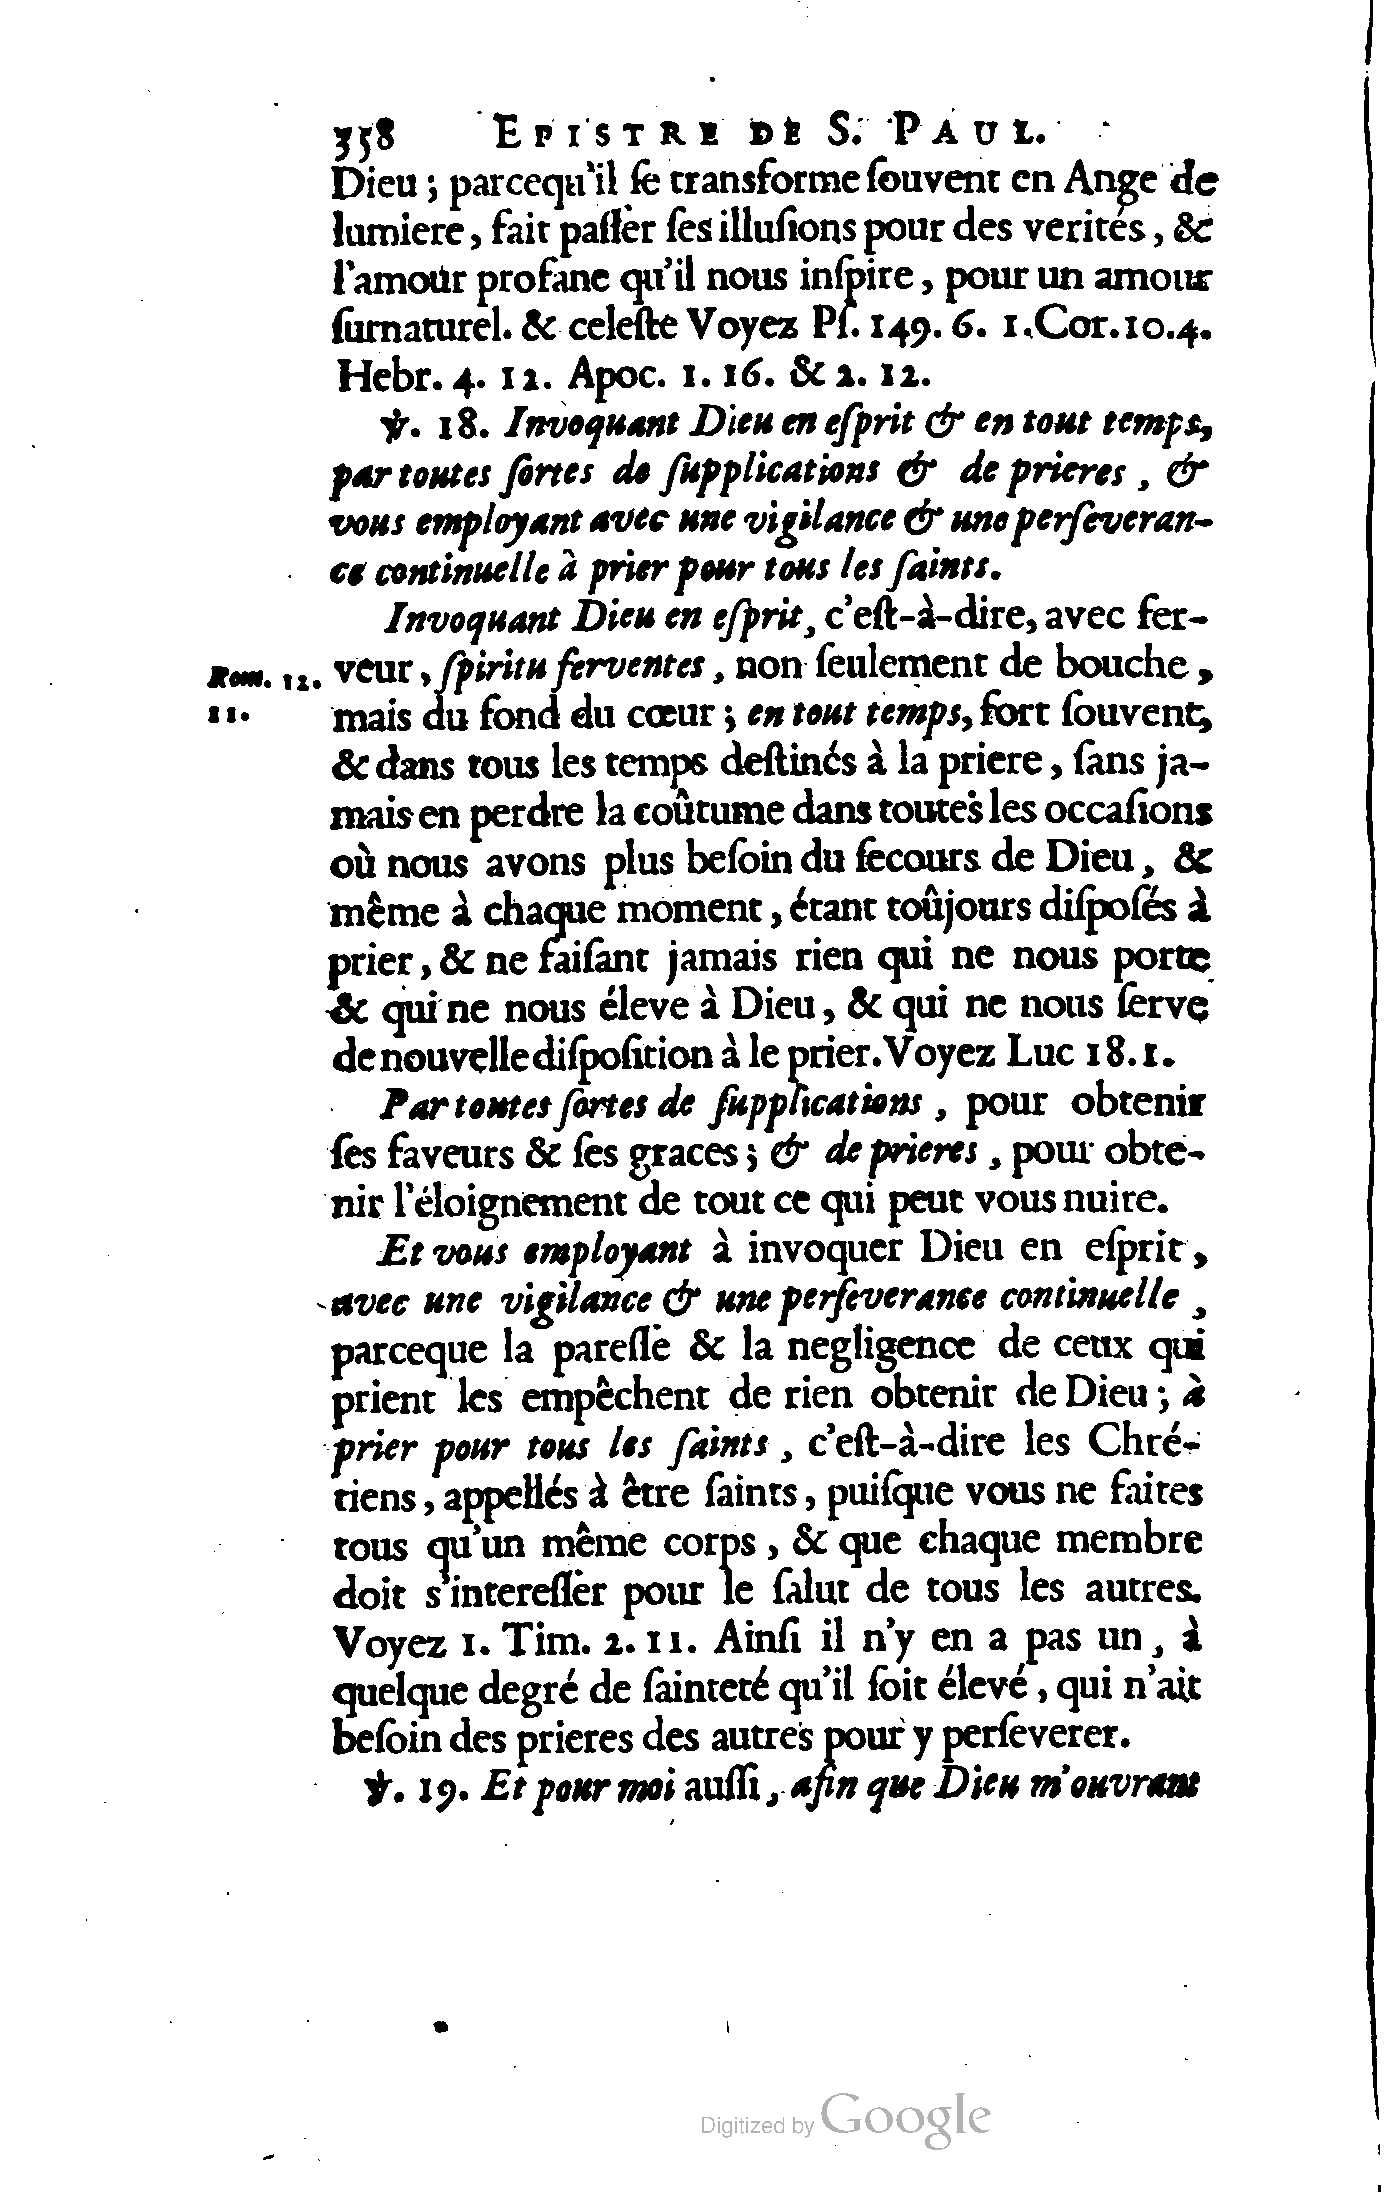 358 EPISTRE DE S. PAUL.
Dieu ; parcequ'il ſe transforme ſouvent en Ange de
lumiere, fait paſſer ſes illuſions pour des verités, &
l'amour profane qu'il nous inſpire, pour un amour
ſurnaturel. & celeſte Voyez Pſ. 149. 6. 1.Cor.10.4.
Hebr. 4. 12. Apoc. 1. 16. & 2. 12.
℣. 18. Invoquant Dieu en eſprit & en tout temps,
par toutes ſortes de ſupplications & de prieres, &
vous employant avec une vigilance & une perſeveran-
ce continuelle à prier pour tous les ſaints.
Invoquant Dieu en eſprit, c'eſt-à-dire, avec fer-
Rom. 12. veur, ſpiritu ferventes, non ſeulement de bouche,
11. mais du fond du cœur ; en tout temps, fort ſouvent,
& dans tous les temps deſtinés à la priere, ſans ja-
mais en perdre la coûtume dans toutes les occaſions
où nous avons plus beſoin du ſecours de Dieu, &
même à chaque moment, étant toûjours diſpoſés à
prier, & ne faiſant jamais rien qui ne nous porte
& qui ne nous éleve à Dieu, & qui ne nous ſerve
de nouvelle diſpoſition à le prier. Voyez Luc 18.1.
Par toutes ſortes de ſupplications, pour obtenir
ſes faveurs & ſes graces ; & de prieres, pour obte-
nir l'éloignement de tout ce qui peut vous nuire.
Et vous employant à invoquer Dieu en eſprit,
avec une vigilance & une perſeverance continuelle,
parceque la pareſſe & la negligence de ceux qui
prient les empêchent de rien obtenir de Dieu ; à
prier pour tous les ſaints, c'eſt-à-dire les Chré-
tiens, appellés à être ſaints, puiſque vous ne faites
tous qu'un même corps, & que chaque membre
doit s'intereſſer pour le ſalut de tous les autres.
Voyez 1. Tim. 2. 11. Ainſi il n'y en a pas un, à
quelque degré de ſainteté qu'il ſoit élevé, qui n'ait
beſoin des prieres des autres pour y perſeverer.
℣. 19. Et pour moi auſſi, afin que Dieu m'ouvrant
Digitized by Google